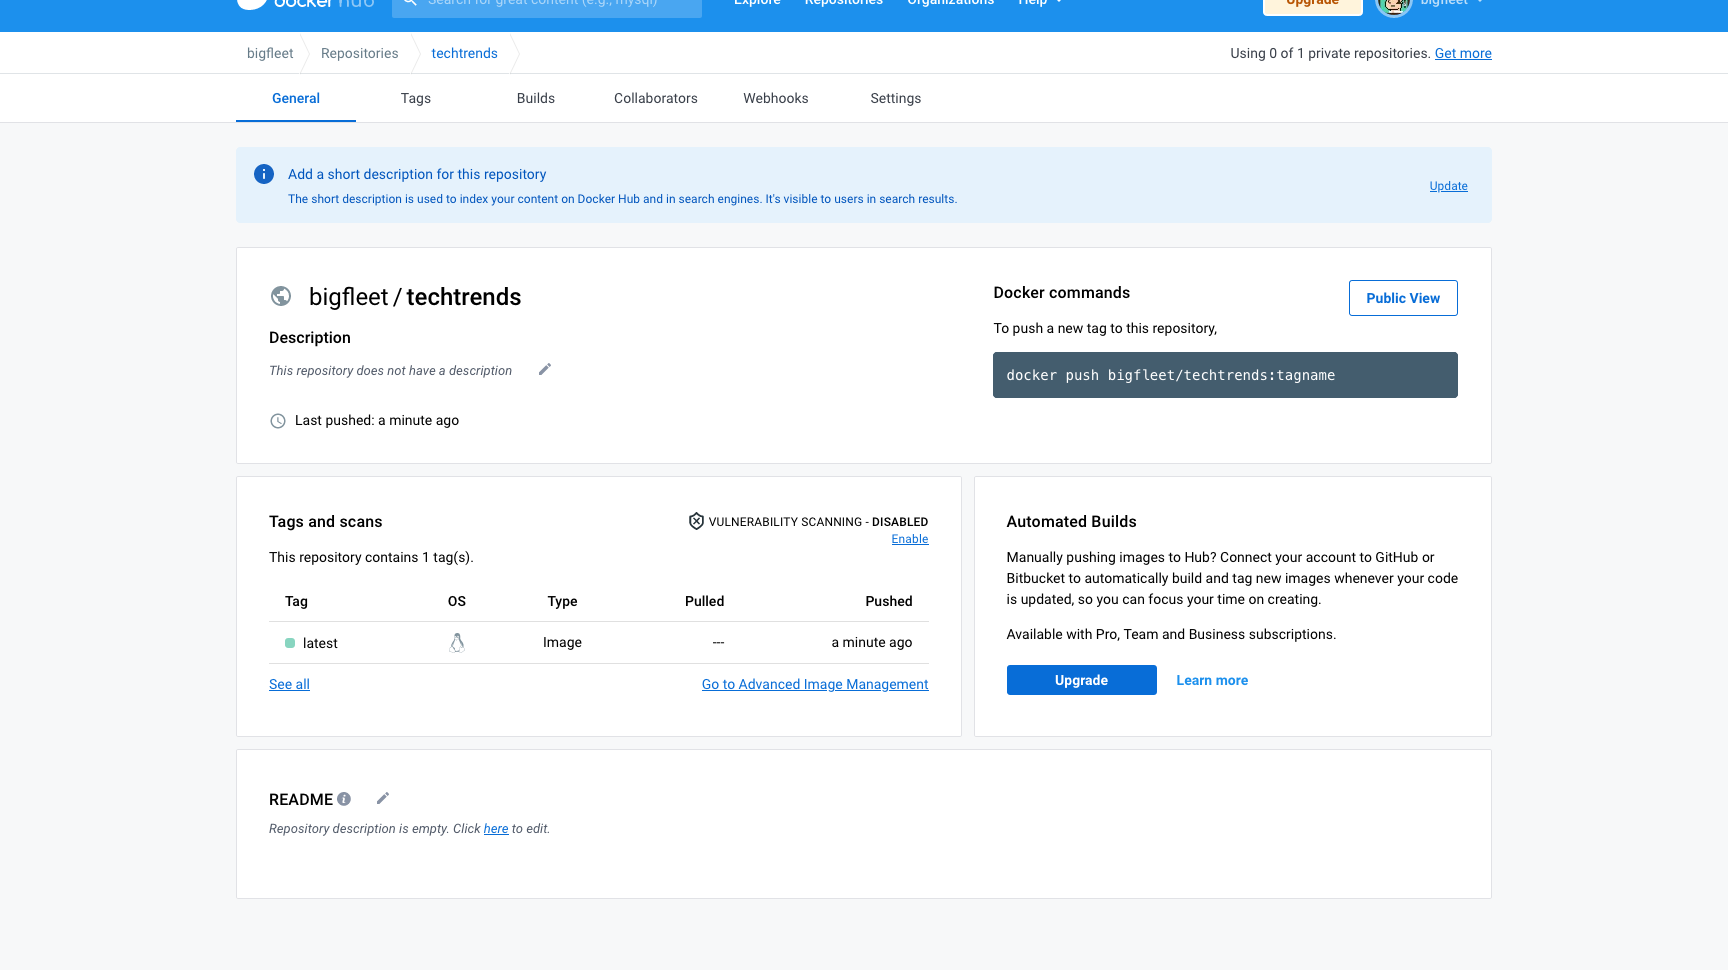 docker hub
Search for great content (e.g., mysql)
Explore Repositories Organizations Help
Upgrade
bigfleet
bigfleet Repositories techtrends
Using 0 of 1 private repositories. Get more
General Tags Builds Collaborators Webhooks Settings
Add a short description for this repository
The short description is used to index your content on Docker Hub and in search engines. It's visible to users in search results.
Update
bigfleet / techtrends
Description
This repository does not have a description
Last pushed: a minute ago
Docker commands
Public View
To push a new tag to this repository,
docker push bigfleet/techtrends:tagname
Tags and scans
VULNERABILITY SCANNING - DISABLED
Enable
This repository contains 1 tag(s).
Tag OS Type Pulled Pushed
latest Image --- a minute ago
See all Go to Advanced Image Management
Automated Builds
Manually pushing images to Hub? Connect your account to GitHub or
Bitbucket to automatically build and tag new images whenever your code
is updated, so you can focus your time on creating.
Available with Pro, Team and Business subscriptions.
Upgrade Learn more
README
Repository description is empty. Click here to edit.